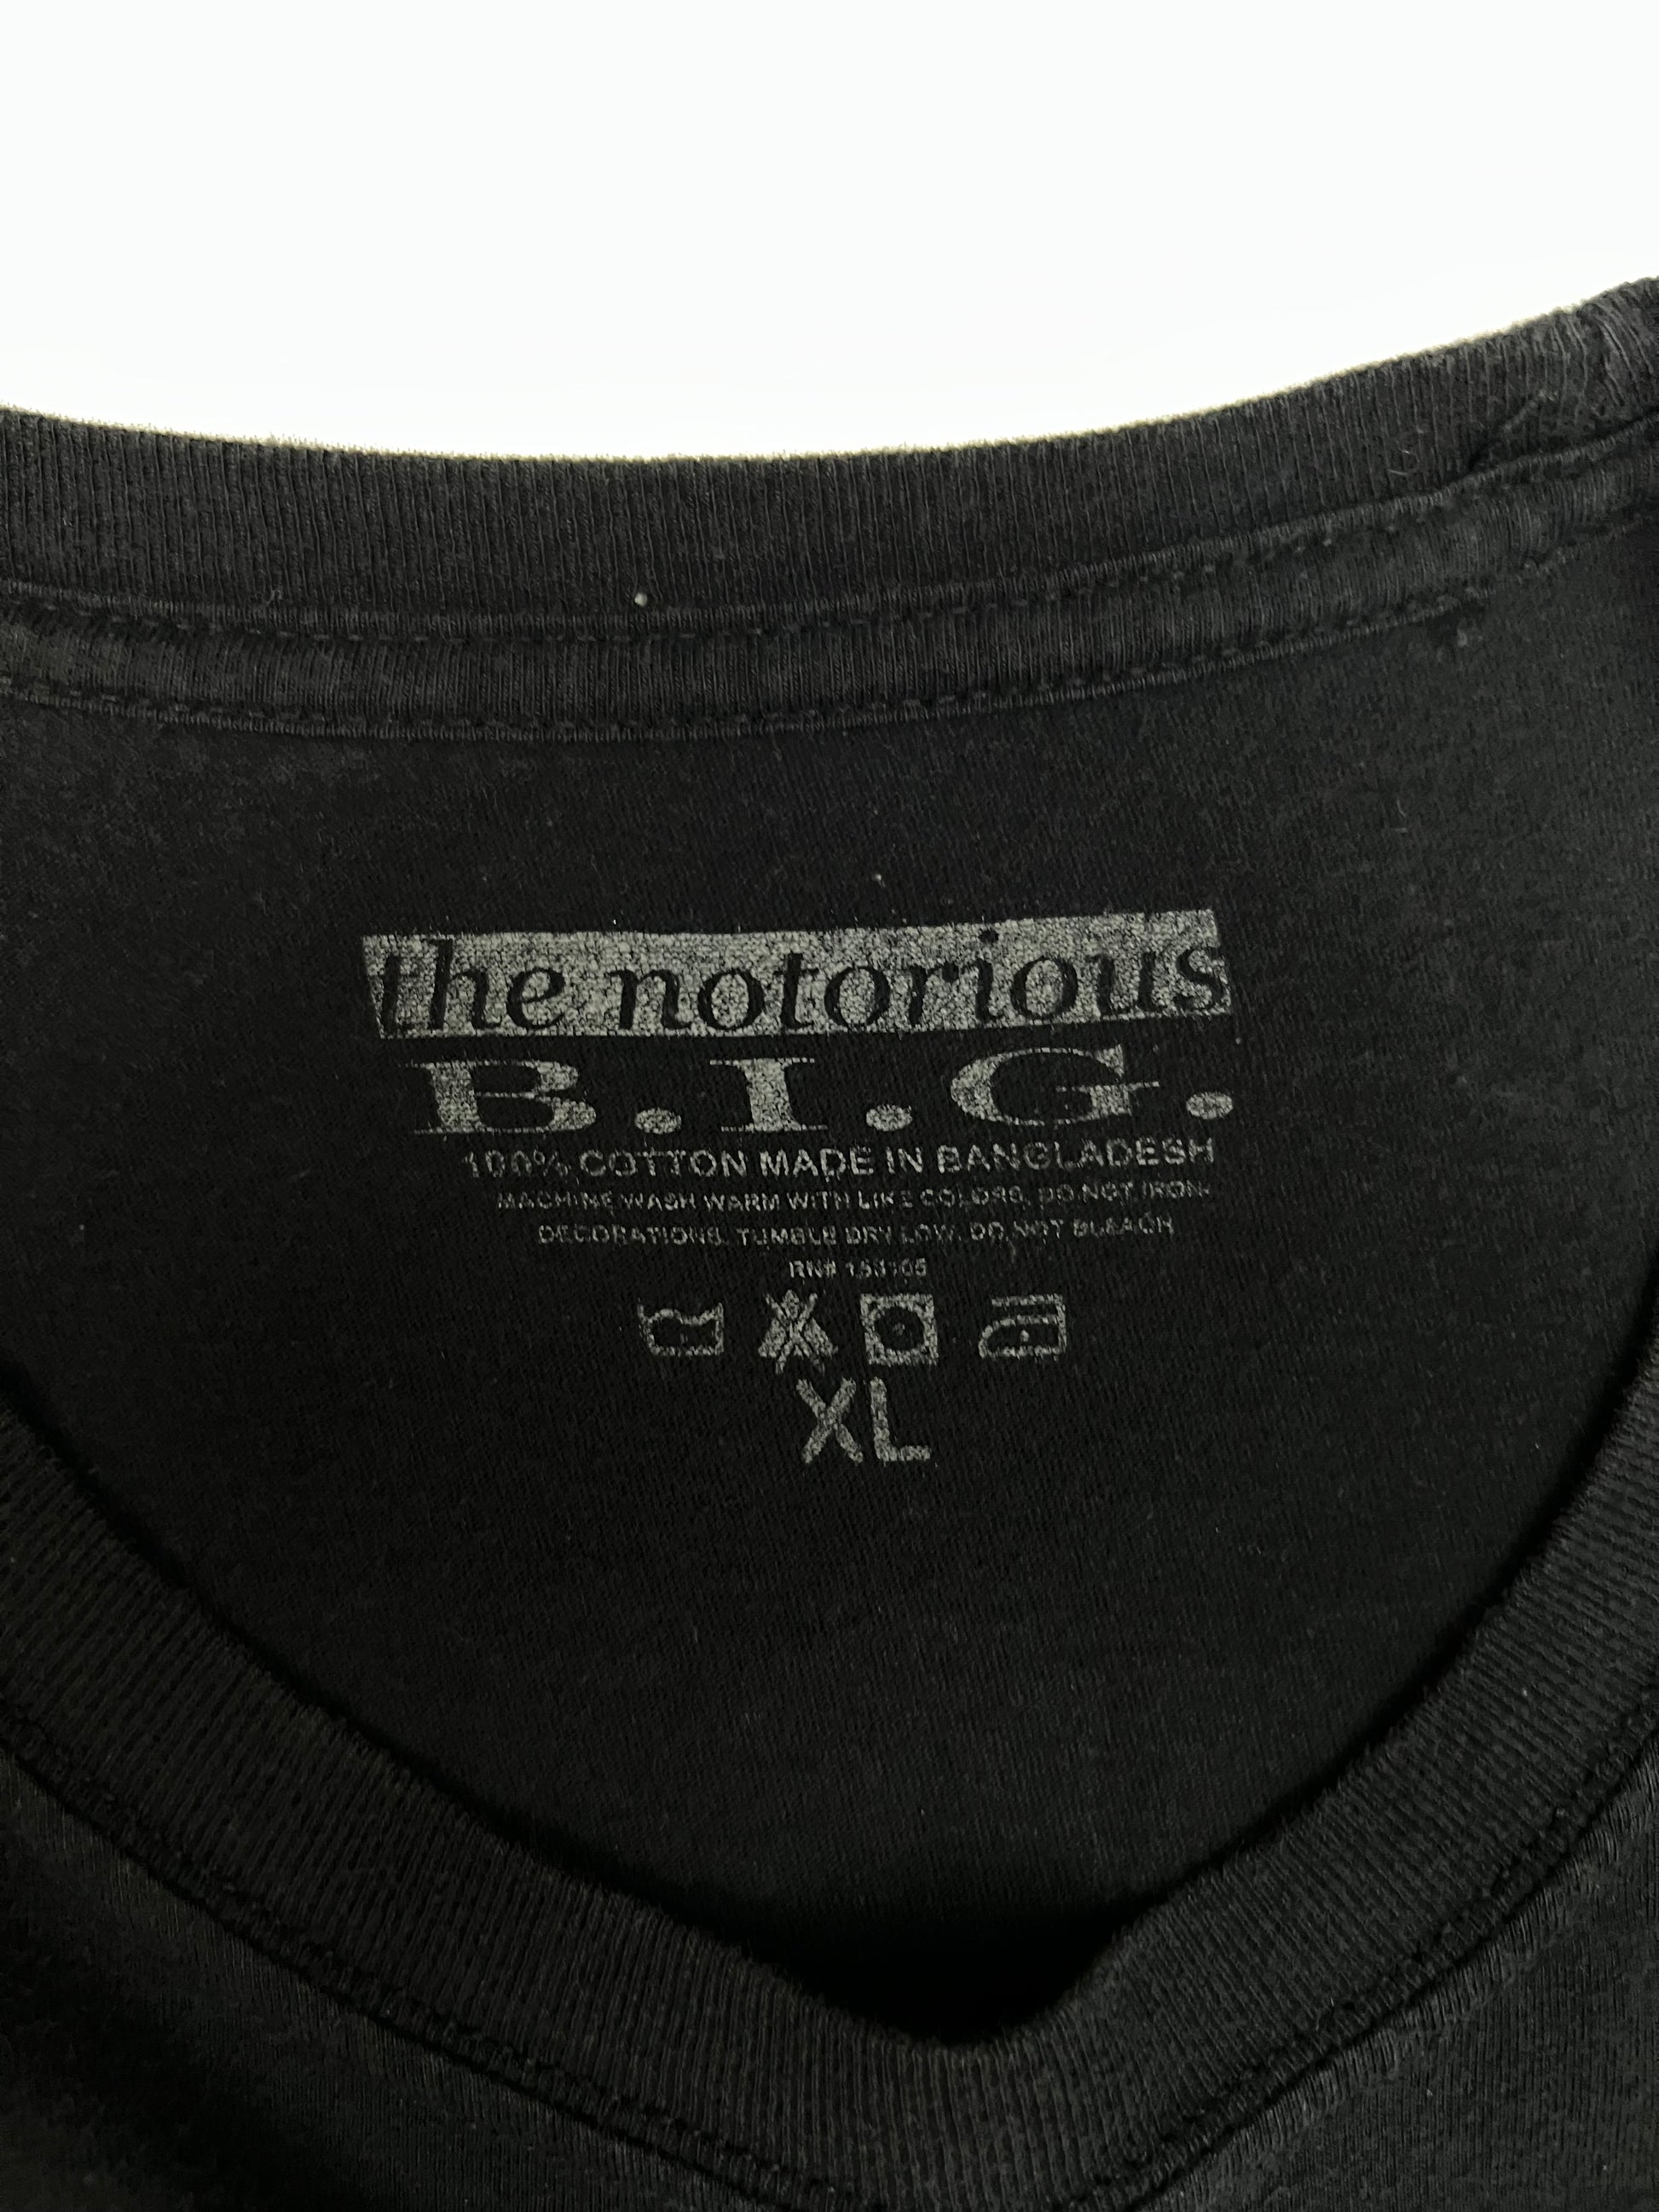 the notorious
B.I.G.
100% COTTON MADE IN BANGLADESH
MACHINE WASH WARM WITH LIKE COLORS. DO NOT IRON
DECORATIONS. TUMBLE DRY LOW. DO NOT BLEACH
RN#
XL